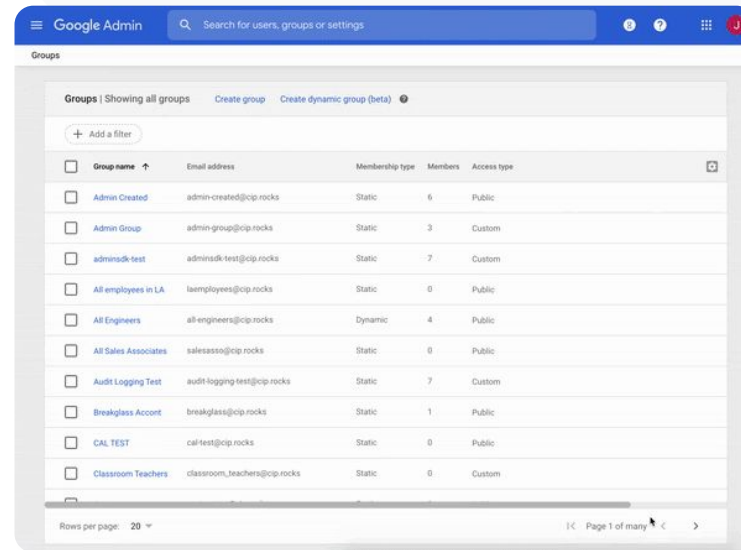 Google Admin Search for users, groups or settings 8 ? J
Groups
Groups | Showing all groups Create group Create dynamic group (beta) ?
+ Add a filter
Group name ↑ Email address Membership type Members Access type
Admin Created admin-created@cip.rocks Static 6 Public
Admin Group admin-group@cip.rocks Static 3 Custom
adminsdk-test adminsdk-test@cip.rocks Static 7 Custom
All employees in LA laemployees@cip.rocks Static 0 Public
All Engineers all-engineers@cip.rocks Dynamic 4 Public
All Sales Associates salesasso@cip.rocks Static 0 Public
Audit Logging Test audit-logging-test@cip.rocks Static 7 Custom
Breakglass Accont breakglass@cip.rocks Static 1 Public
CAL TEST cal-test@cip.rocks Static 0 Public
Classroom Teachers classroom_teachers@cip.rocks Static 0 Custom
Rows per page: 20 Page 1 of many